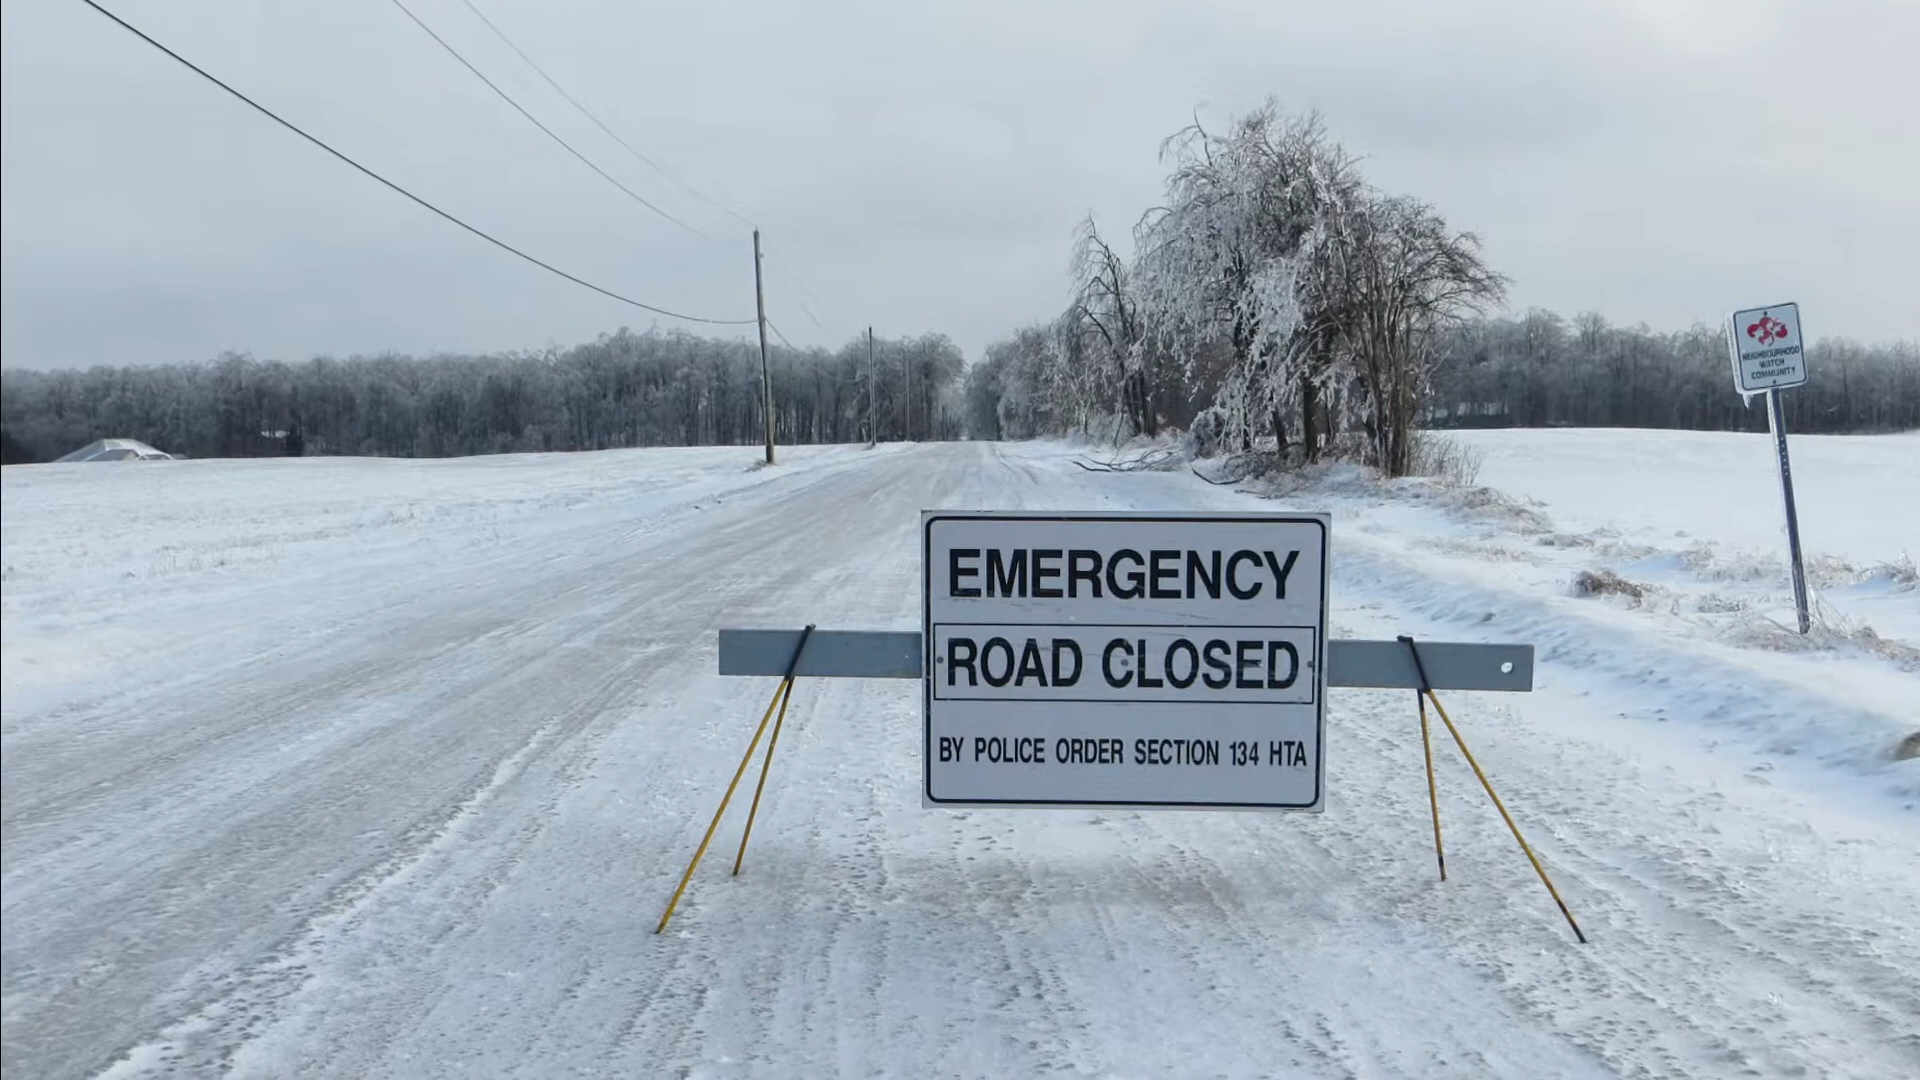 EMERGENCY
ROAD CLOSED
BY POLICE ORDER SECTION 134 HTA
NEIGHBOURHOOD
WATCH
COMMUNITY